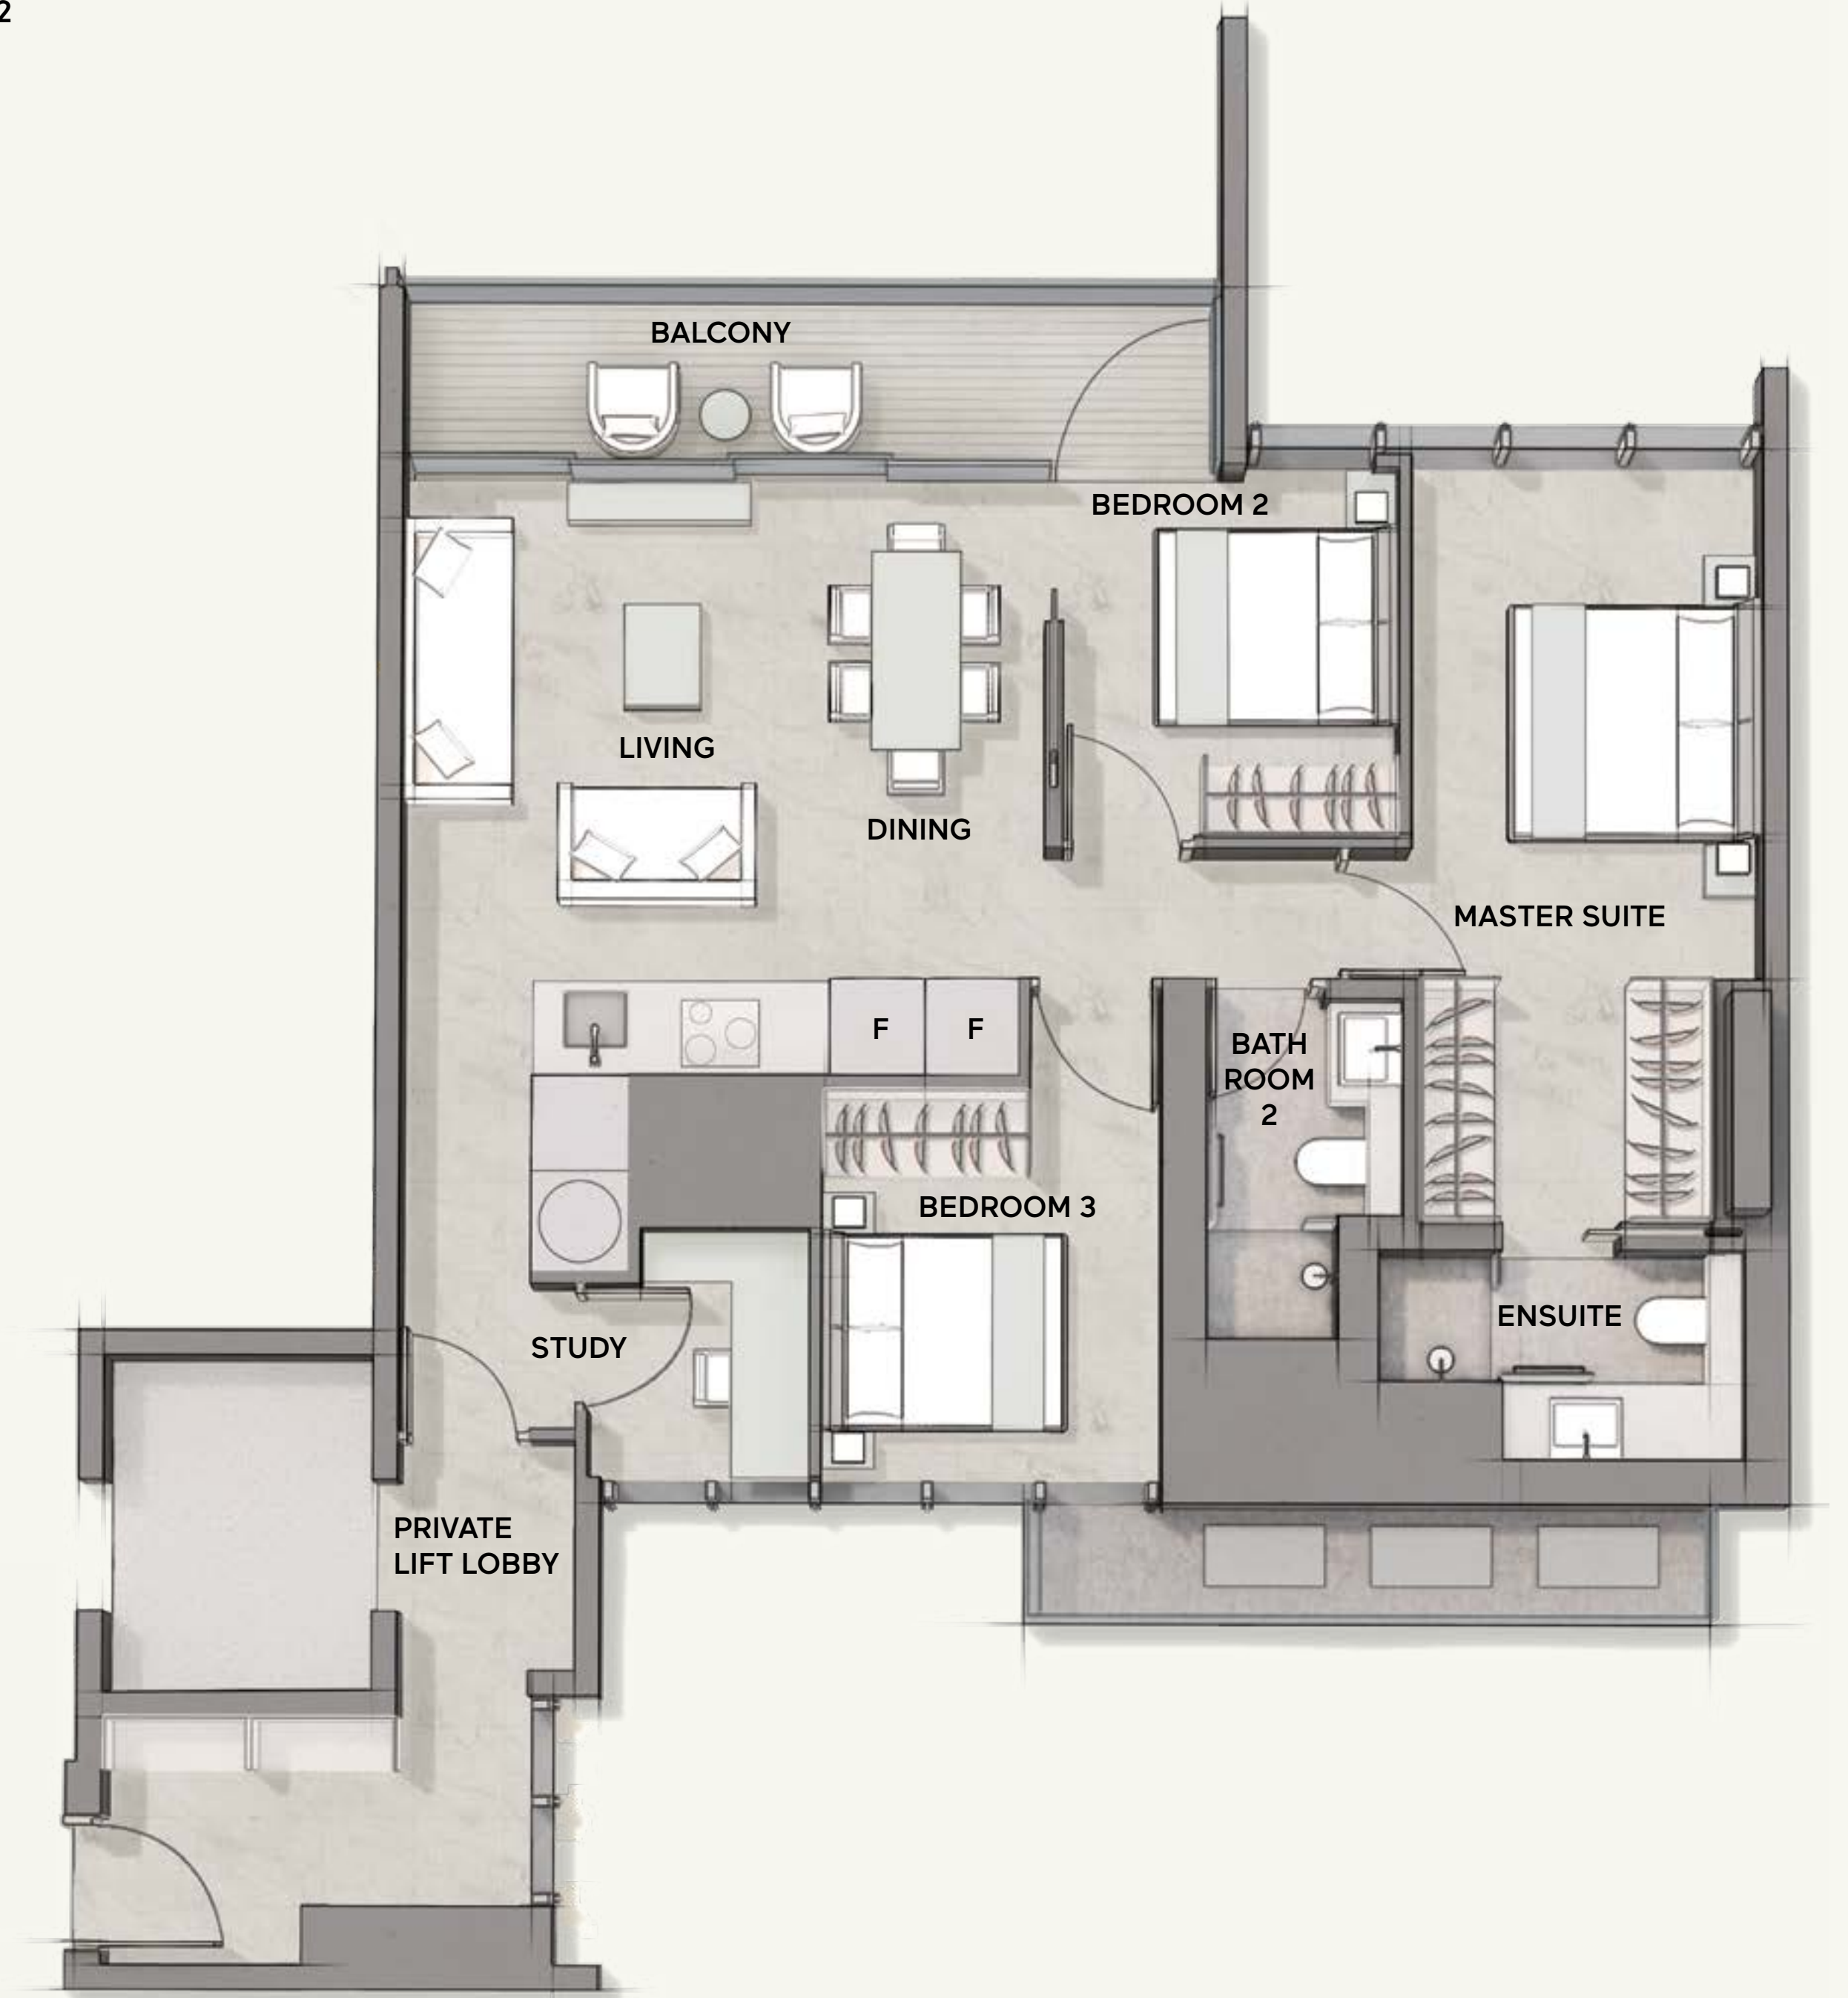 2
BALCONY
BEDROOM 2
LIVING
DINING
MASTER SUITE
F
F
BATH
ROOM
2
BEDROOM 3
ENSUITE
STUDY
PRIVATE
LIFT LOBBY